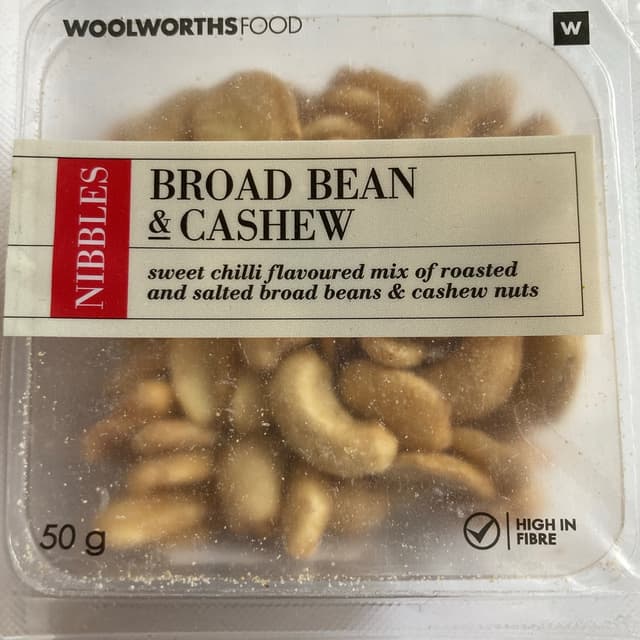 WOOLWORTHSFOOD
W
NIBBLES
BROAD BEAN
& CASHEW
sweet chilli flavoured mix of roasted
and salted broad beans & cashew nuts
50 g
HIGH IN
FIBRE